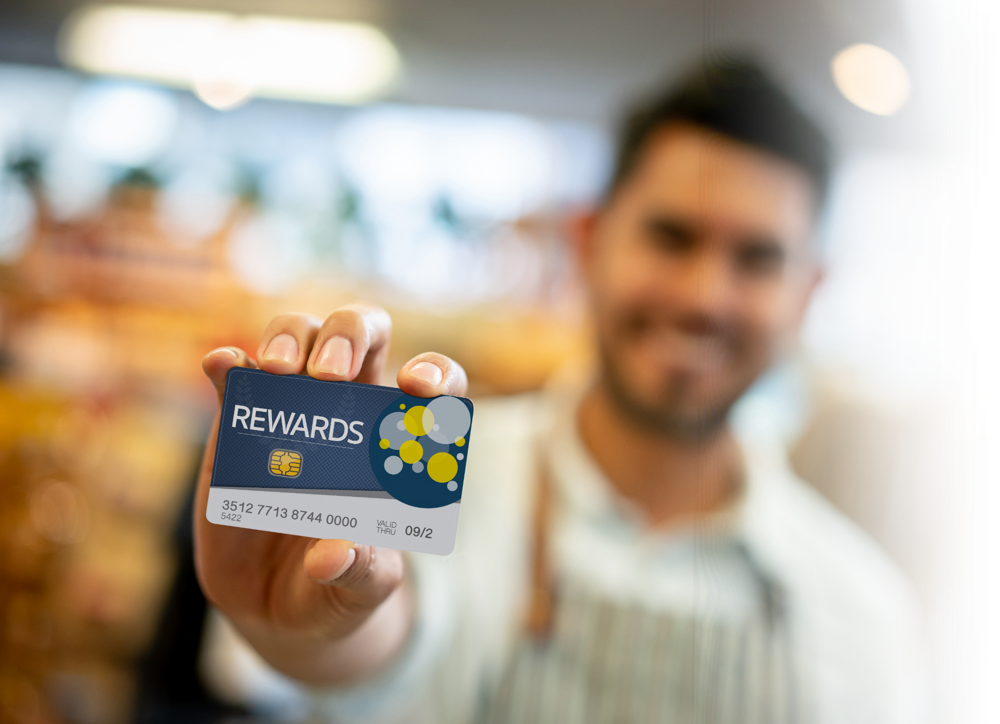 REWARDS
3512 7713 8744 0000
5422
VALID
THRU
09/2